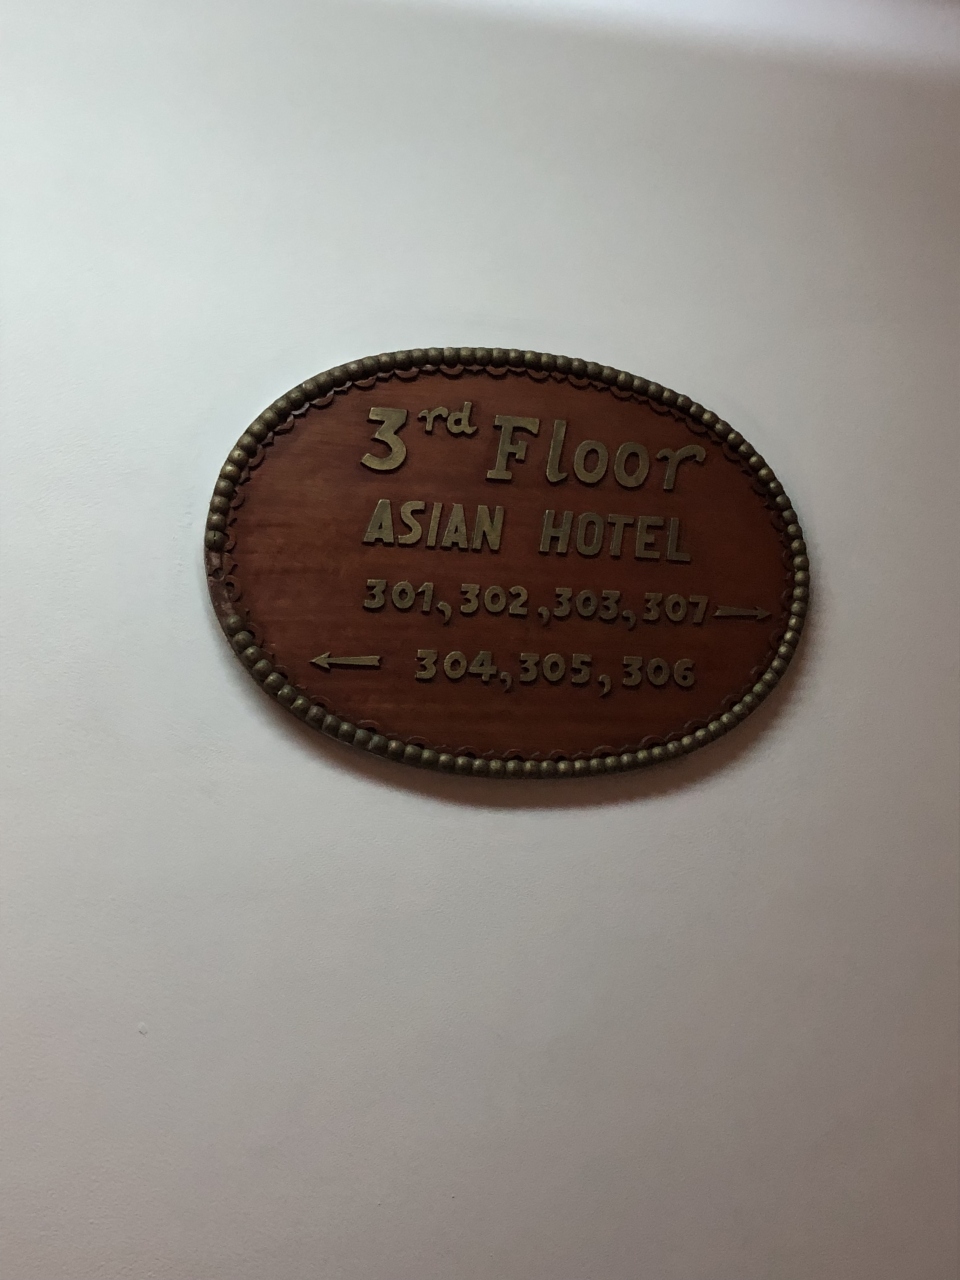 3rd Floor
ASIAN HOTEL
301, 302, 303, 307 →
← 304, 305, 306